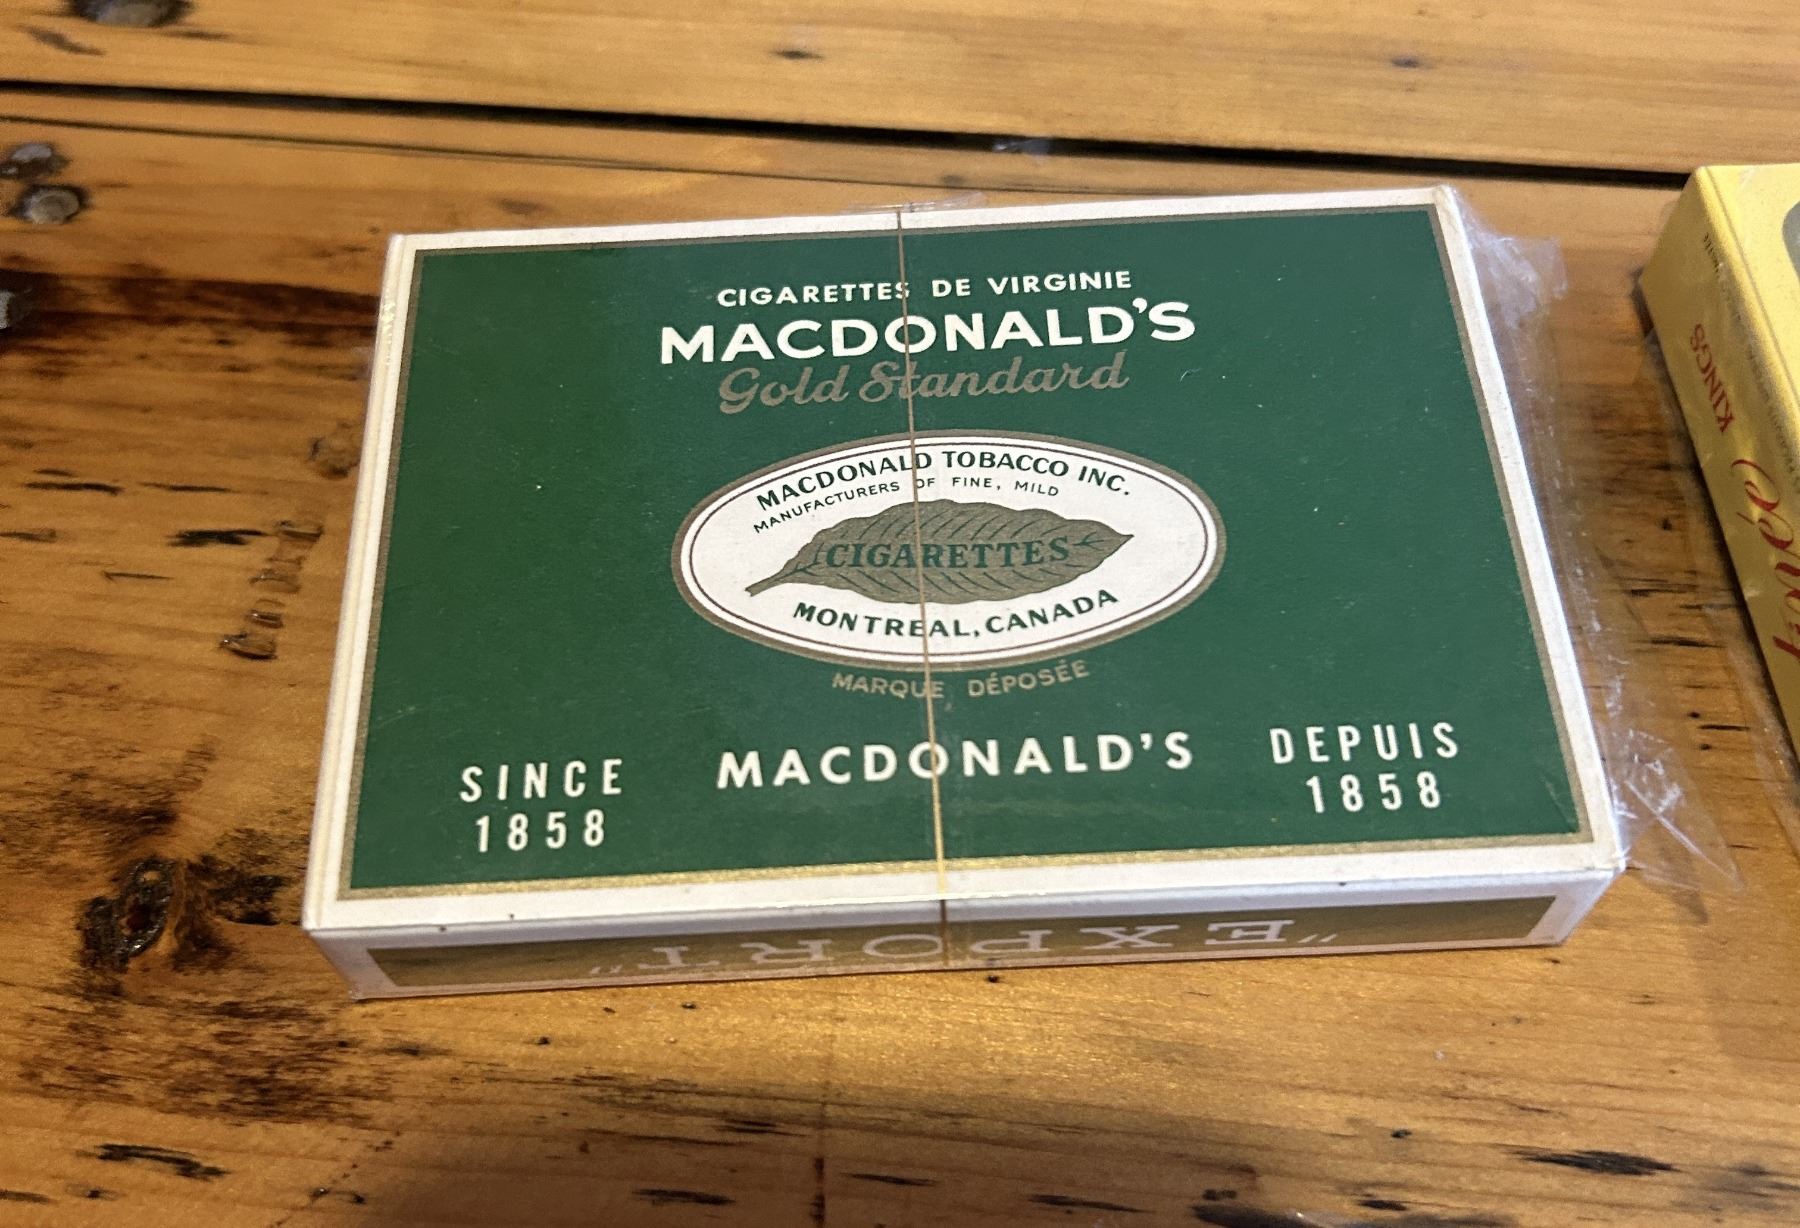 CIGARETTES DE VIRGINIE
MACDONALD'S
Gold Standard
MACDONALD TOBACCO INC.
MANUFACTURERS OF FINE, MILD
CIGARETTES
MONTREAL, CANADA
MARQUE DÉPOSÉE
SINCE
1858
MACDONALD'S
DEPUIS
1858
"EXPORT"
KINGS